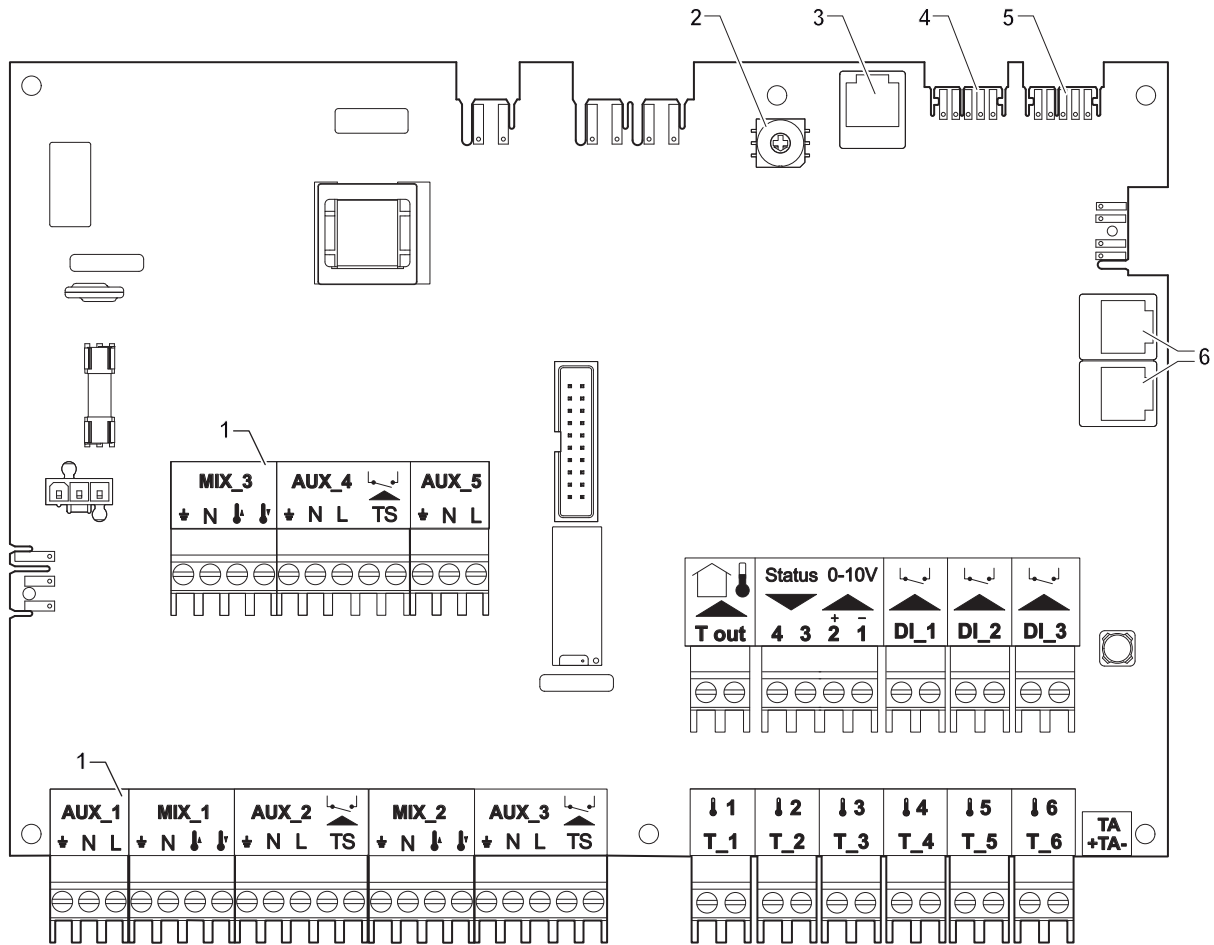 2 3 4 5
6
1
MIX_3 AUX_4 AUX_5
N N L TS N L
Status 0-10V
+ −
T out 4 3 2 1 DI_1 DI_2 DI_3
1
AUX_1 MIX_1 AUX_2 MIX_2 AUX_3
N L N N L TS N N L TS
1 2 3 4 5 6
T_1 T_2 T_3 T_4 T_5 T_6
TA
+TA-